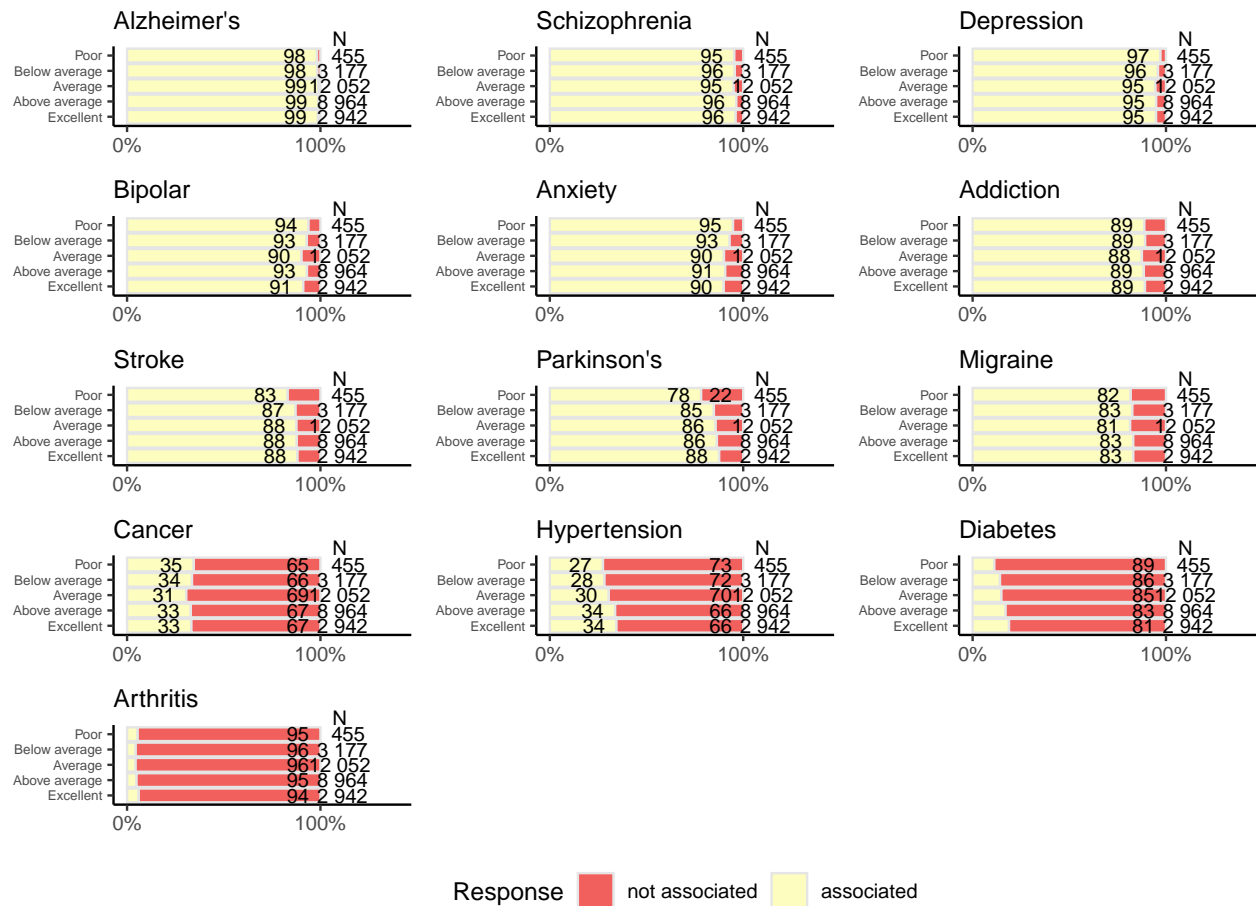 Alzheimer's
N
Poor 98 455
Below average 98 3 177
Average 99 12 052
Above average 99 8 964
Excellent 99 2 942
0% 100%
Schizophrenia
N
Poor 95 455
Below average 96 3 177
Average 95 12 052
Above average 96 8 964
Excellent 96 2 942
0% 100%
Depression
N
Poor 97 455
Below average 96 3 177
Average 95 12 052
Above average 95 8 964
Excellent 95 2 942
0% 100%
Bipolar
N
Poor 94 455
Below average 93 3 177
Average 90 12 052
Above average 93 8 964
Excellent 91 2 942
0% 100%
Anxiety
N
Poor 95 455
Below average 93 3 177
Average 90 12 052
Above average 91 8 964
Excellent 90 2 942
0% 100%
Addiction
N
Poor 89 455
Below average 89 3 177
Average 88 12 052
Above average 89 8 964
Excellent 89 2 942
0% 100%
Stroke
N
Poor 83 455
Below average 87 3 177
Average 88 12 052
Above average 88 8 964
Excellent 88 2 942
0% 100%
Parkinson's
N
Poor 78 22 455
Below average 85 3 177
Average 86 12 052
Above average 86 8 964
Excellent 88 2 942
0% 100%
Migraine
N
Poor 82 455
Below average 83 3 177
Average 81 12 052
Above average 83 8 964
Excellent 83 2 942
0% 100%
Cancer
N
Poor 35 65 455
Below average 34 66 3 177
Average 31 69 12 052
Above average 33 67 8 964
Excellent 33 67 2 942
0% 100%
Hypertension
N
Poor 27 73 455
Below average 28 72 3 177
Average 30 70 12 052
Above average 34 66 8 964
Excellent 34 66 2 942
0% 100%
Diabetes
N
Poor 89 455
Below average 86 3 177
Average 85 12 052
Above average 83 8 964
Excellent 81 2 942
0% 100%
Arthritis
N
Poor 95 455
Below average 96 3 177
Average 96 12 052
Above average 95 8 964
Excellent 94 2 942
0% 100%
Response not associated associated